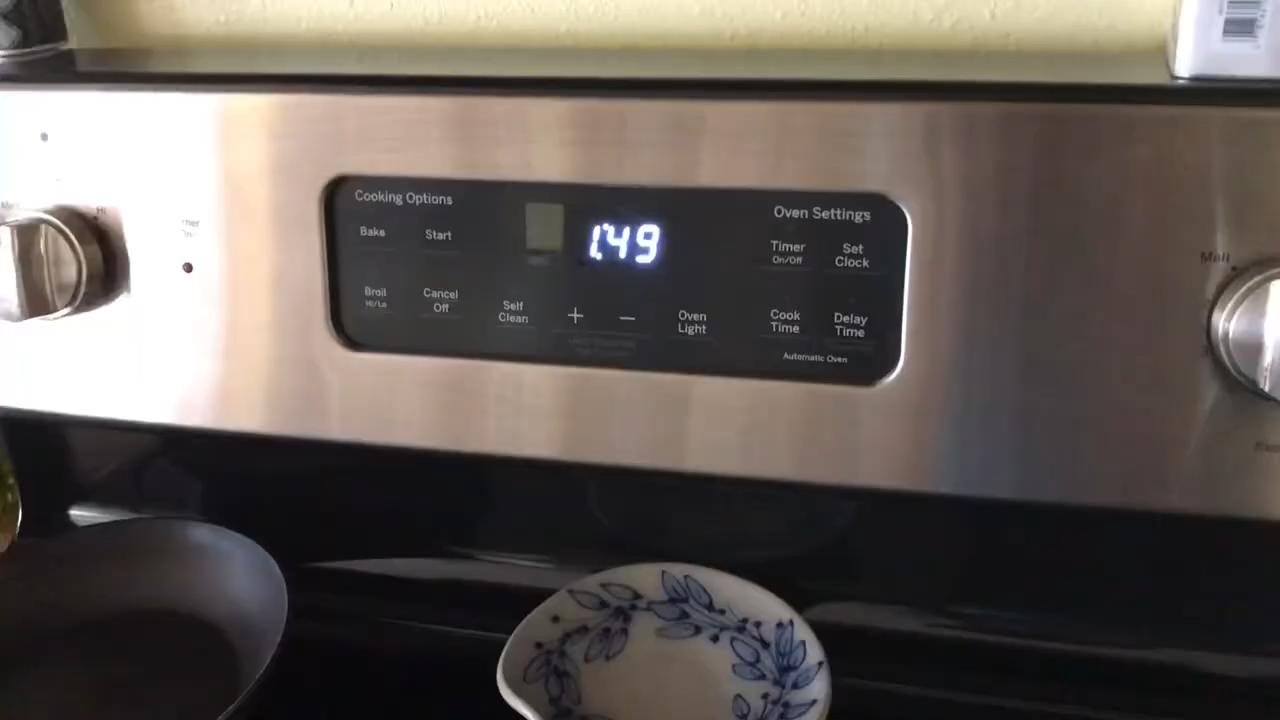 Cooking Options
Oven Settings
Bake
Start
1:49
Timer
On/Off
Set
Clock
Broil
Hi/Lo
Cancel
Off
Self
Clean
+
−
Oven
Light
Cook
Time
Delay
Time
Automatic Oven
Hi